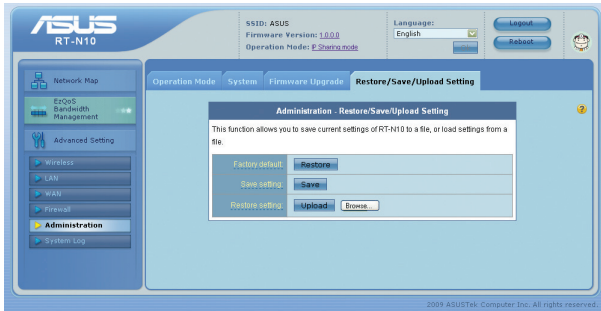 ASUS
RT-N10
SSID: ASUS
Firmware Version: 1.0.0.0
Operation Mode: IP Sharing mode
Language:
English
Logout
Reboot
Network Map
EzQoS
Bandwidth
Management
Advanced Setting
Wireless
LAN
WAN
Firewall
Administration
System Log
Operation Mode System Firmware Upgrade Restore/Save/Upload Setting
Administration - Restore/Save/Upload Setting
This function allows you to save current settings of RT-N10 to a file, or load settings from a
file.
Factory default: Restore
Save setting: Save
Restore setting: Upload Browse...
2009 ASUSTek Computer Inc. All rights reserved.